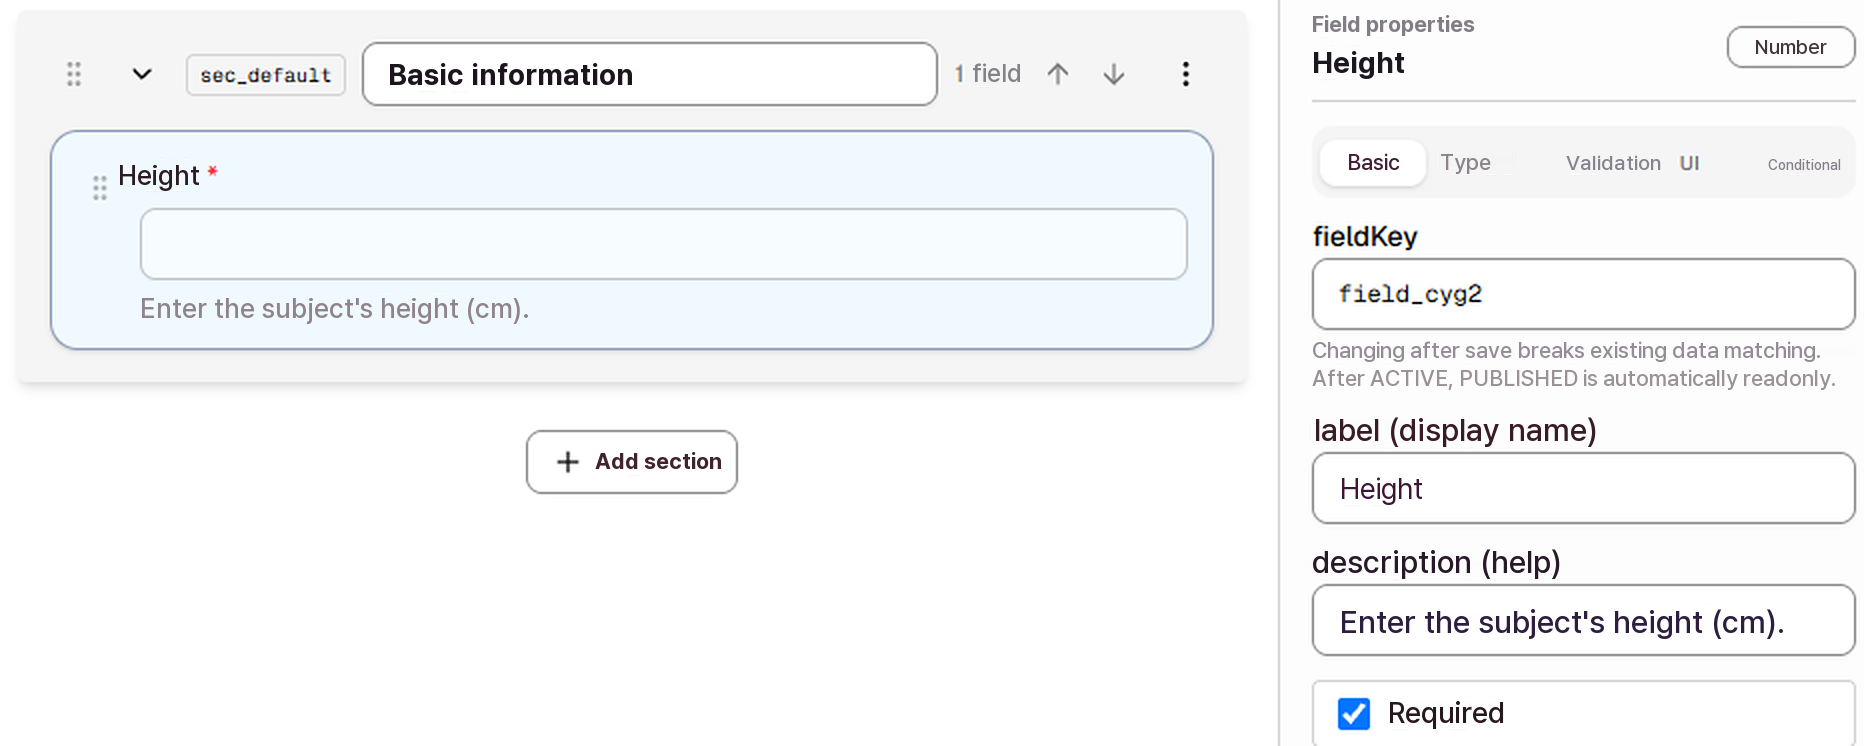 sec_default
Basic information
1 field
Height *
Enter the subject's height (cm).
Add section
Field properties
Height
Number
Basic
Type
Validation
UI
Conditional
fieldKey
field_cyg2
Changing after save breaks existing data matching.
After ACTIVE, PUBLISHED is automatically readonly.
label (display name)
Height
description (help)
Enter the subject's height (cm).
Required